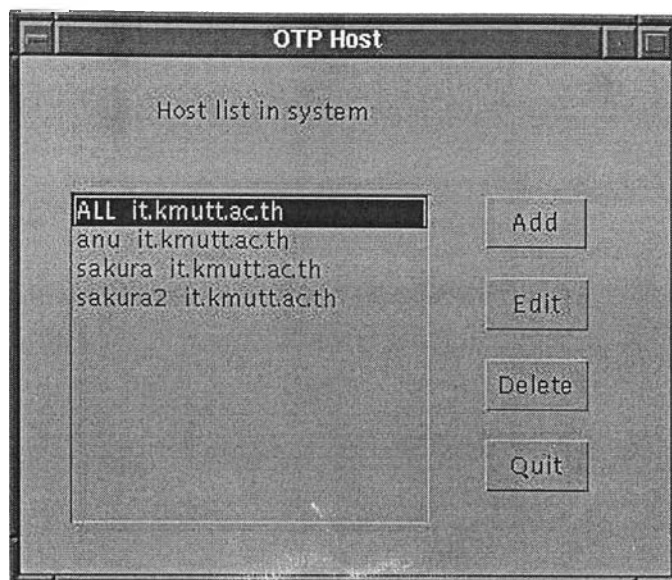 OTP Host
Host list in system
ALL it.kmutt.ac.th
anu it.kmutt.ac.th
sakura it.kmutt.ac.th
sakura2 it.kmutt.ac.th
Add
Edit
Delete
Quit